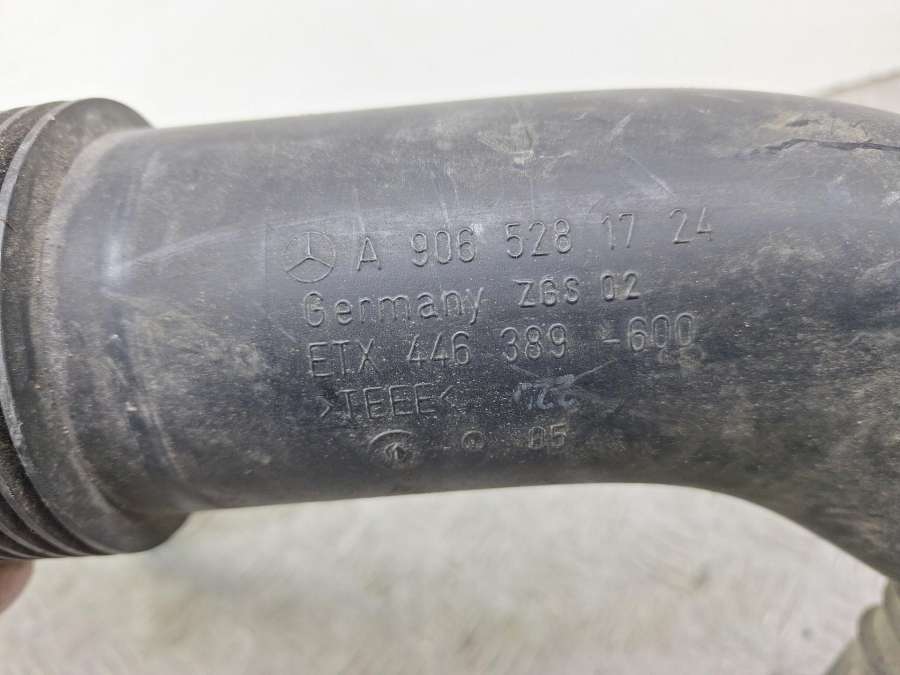 A 906 528 17 24
Germany ZGS 02
ETX 446 389 -600
>TEEE<
05